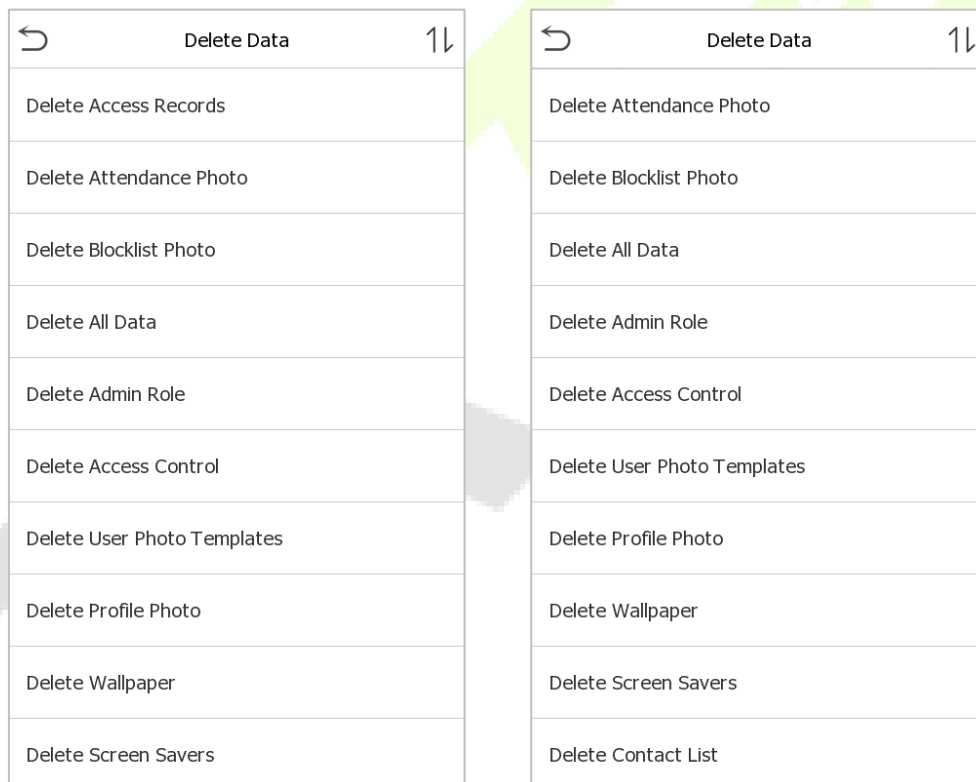 Delete Data
Delete Access Records
Delete Attendance Photo
Delete Blocklist Photo
Delete All Data
Delete Admin Role
Delete Access Control
Delete User Photo Templates
Delete Profile Photo
Delete Wallpaper
Delete Screen Savers
Delete Data
Delete Attendance Photo
Delete Blocklist Photo
Delete All Data
Delete Admin Role
Delete Access Control
Delete User Photo Templates
Delete Profile Photo
Delete Wallpaper
Delete Screen Savers
Delete Contact List